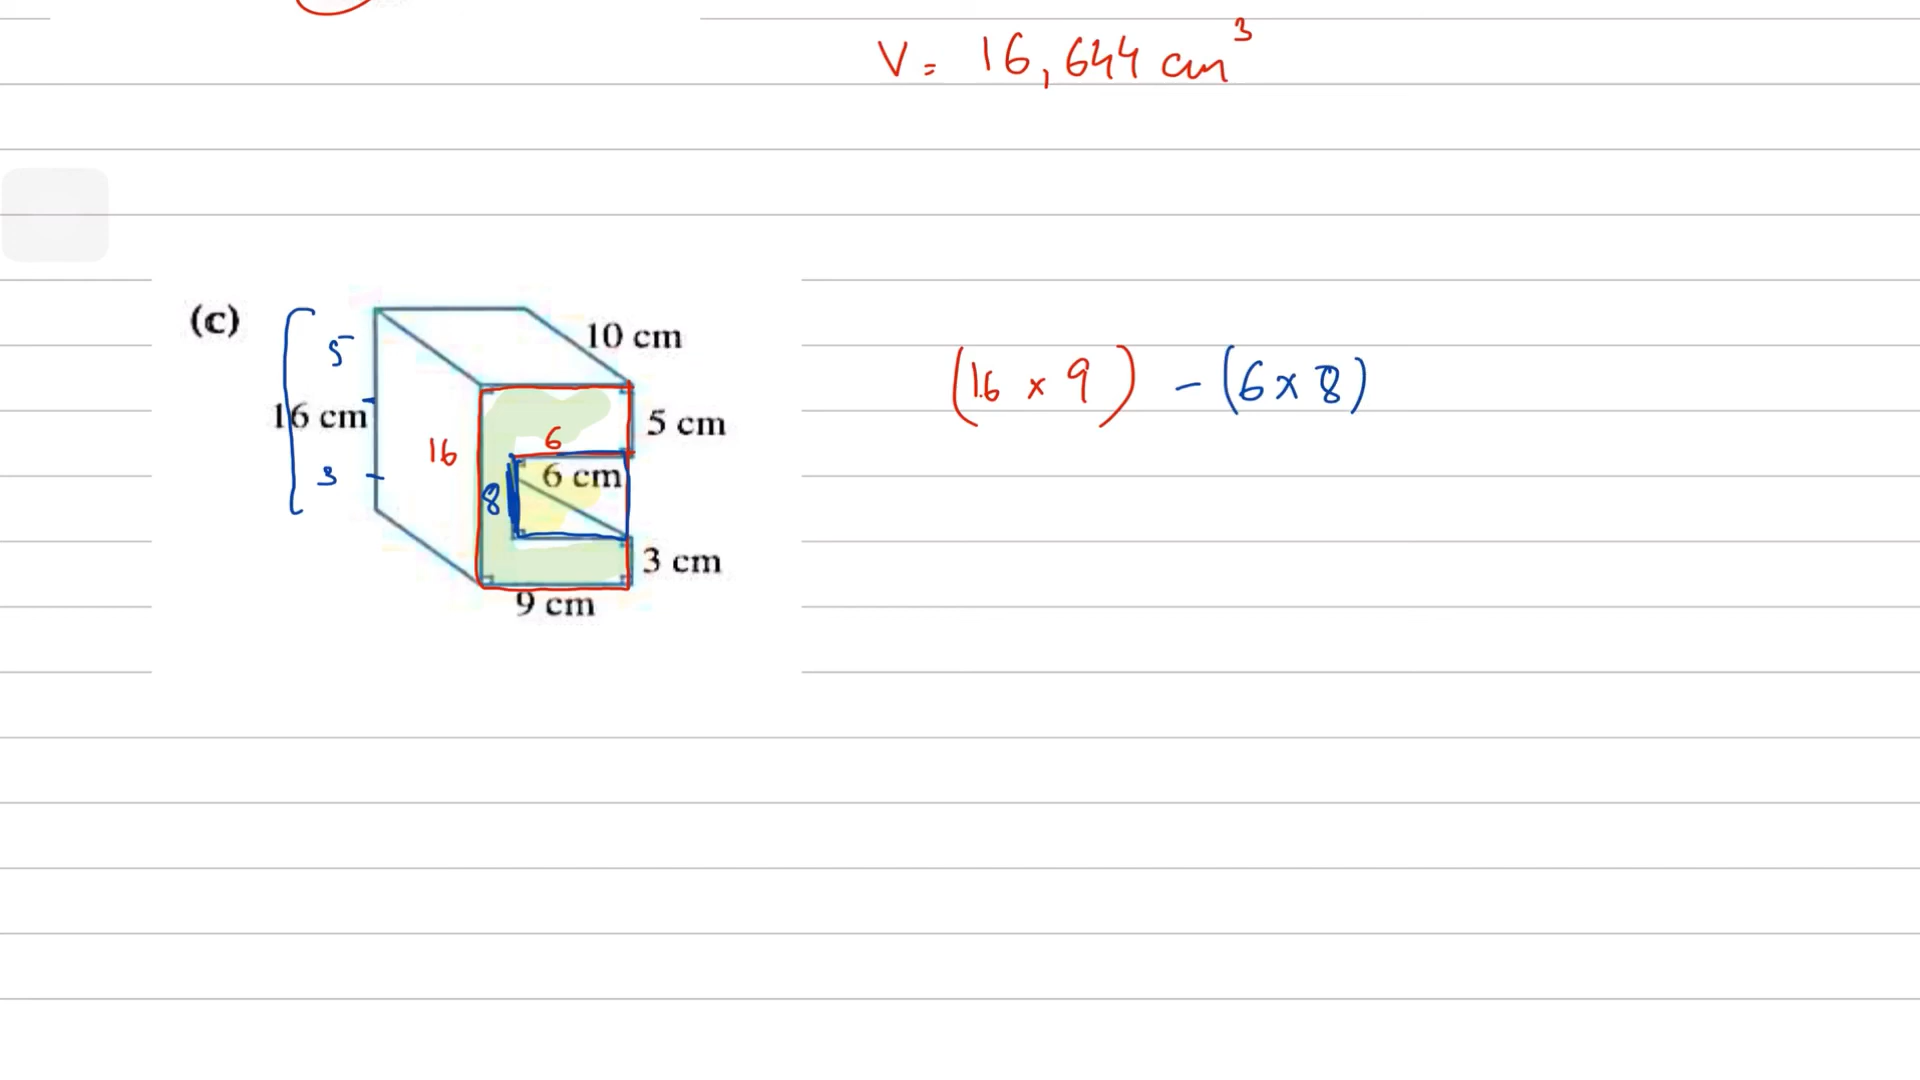 V = 16,644 cm³
(c)
5
10 cm
(16 × 9) - (6 × 8)
16 cm
5 cm
16
6
3
6 cm
8
3 cm
9 cm